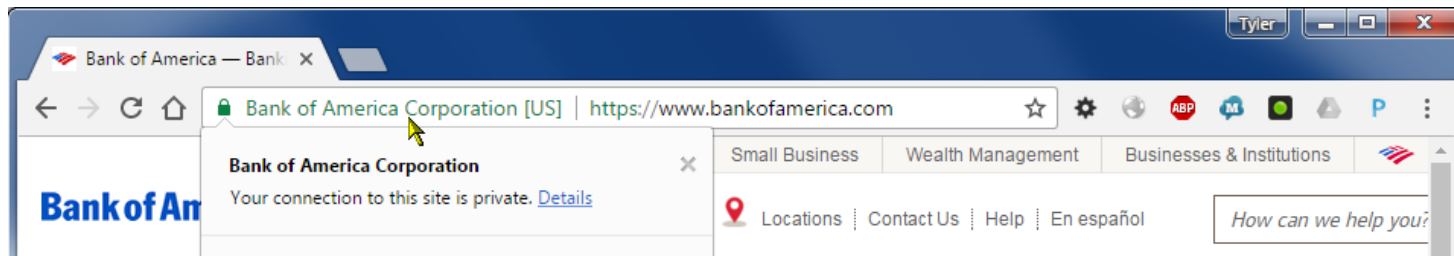 Tyler
Bank of America — Bank
Bank of America Corporation [US] | https://www.bankofamerica.com
ABP
M
P
Bank of America Corporation
Your connection to this site is private. Details
Small Business
Wealth Management
Businesses & Institutions
Bank of Am
Locations
Contact Us
Help
En español
How can we help you?